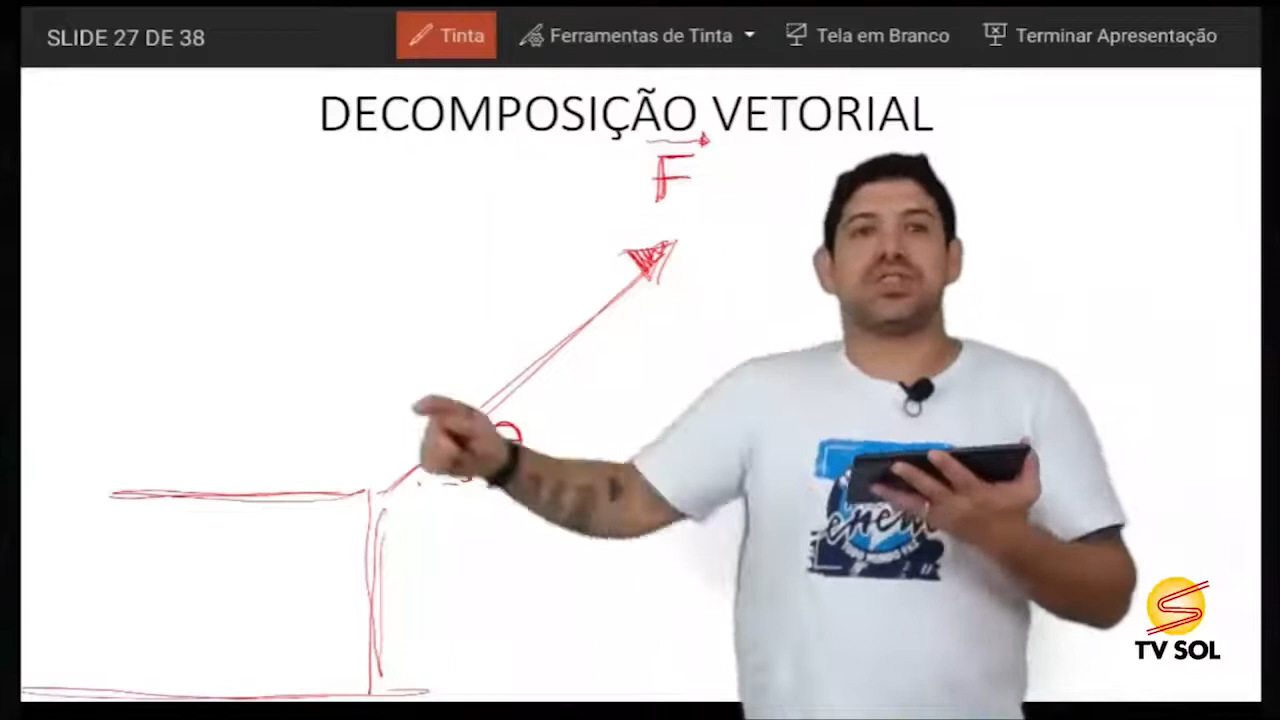 SLIDE 27 DE 38
Tinta
Ferramentas de Tinta
Tela em Branco
Terminar Apresentação
DECOMPOSIÇÃO VETORIAL
F
enem
TV SOL